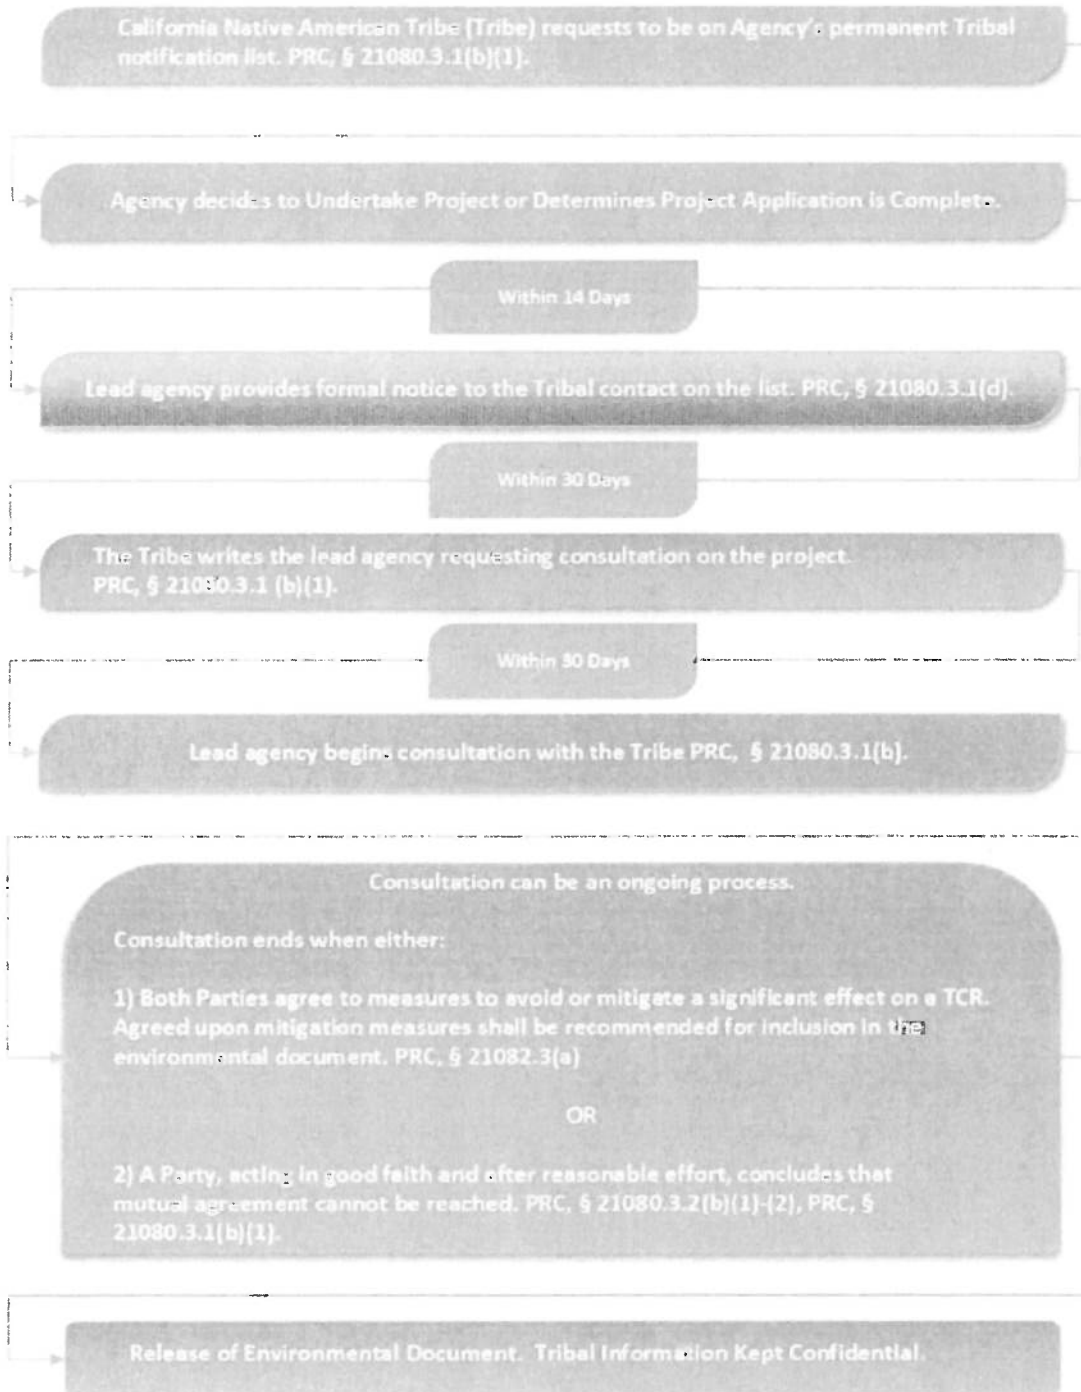 California Native American Tribe (Tribe) requests to be on Agency's permanent Tribal
notification list. PRC, § 21080.3.1(b)(1).
Agency decides to Undertake Project or Determines Project Application is Complete.
Within 14 Days
Lead agency provides formal notice to the Tribal contact on the list. PRC, § 21080.3.1(d).
Within 30 Days
The Tribe writes the lead agency requesting consultation on the project.
PRC, § 21080.3.1 (b)(1).
Within 30 Days
Lead agency begins consultation with the Tribe PRC, § 21080.3.1(b).
Consultation can be an ongoing process.
Consultation ends when either:
1) Both Parties agree to measures to avoid or mitigate a significant effect on a TCR.
Agreed upon mitigation measures shall be recommended for inclusion in the
environmental document. PRC, § 21082.3(a)
OR
2) A Party, acting in good faith and after reasonable effort, concludes that
mutual agreement cannot be reached. PRC, § 21080.3.2(b)(1)-(2), PRC, §
21080.3.1(b)(1).
Release of Environmental Document. Tribal Information Kept Confidential.